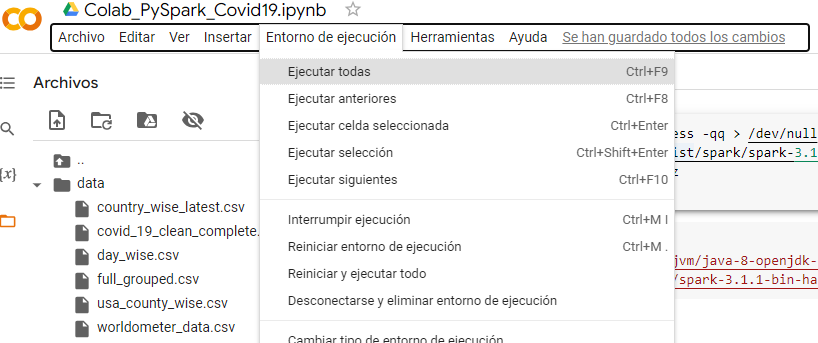 Colab_PySpark_Covid19.ipynb
Archivo Editar Ver Insertar Entorno de ejecución Herramientas Ayuda Se han guardado todos los cambios
Archivos
..
data
country_wise_latest.csv
covid_19_clean_complete.
day_wise.csv
full_grouped.csv
usa_county_wise.csv
worldometer_data.csv
{x}
Ejecutar todas Ctrl+F9
Ejecutar anteriores Ctrl+F8
Ejecutar celda seleccionada Ctrl+Enter
Ejecutar selección Ctrl+Shift+Enter
Ejecutar siguientes Ctrl+F10
Interrumpir ejecución Ctrl+M I
Reiniciar entorno de ejecución Ctrl+M .
Reiniciar y ejecutar todo
Desconectarse y eliminar entorno de ejecución
Cambiar tipo de entorno de ejecución
ess -qq > /dev/null
ist/spark/spark-3.1
z
jvm/java-8-openjdk-
/spark-3.1.1-bin-ha